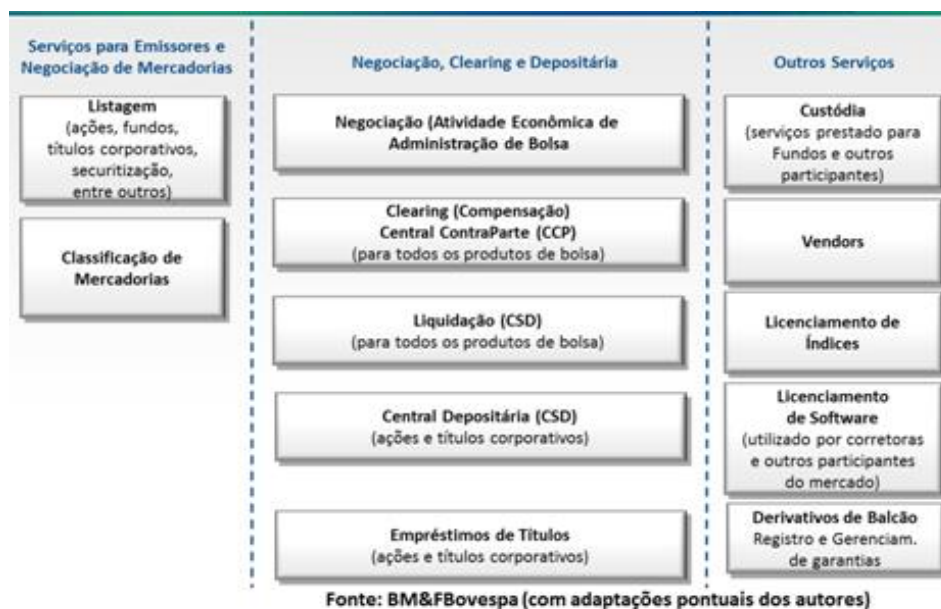 Serviços para Emissores e
Negociação de Mercadorias
Listagem
(ações, fundos,
títulos corporativos,
securitização,
entre outros)
Classificação de
Mercadorias
Negociação, Clearing e Depositária
Negociação (Atividade Econômica de
Administração de Bolsa
Clearing (Compensação)
Central ContraParte (CCP)
(para todos os produtos de bolsa)
Liquidação (CSD)
(para todos os produtos de bolsa)
Central Depositária (CSD)
(ações e títulos corporativos)
Empréstimos de Títulos
(ações e títulos corporativos)
Outros Serviços
Custódia
(serviços prestado para
Fundos e outros
participantes)
Vendors
Licenciamento de
Índices
Licenciamento
de Software
(utilizado por corretoras
e outros participantes
do mercado)
Derivativos de Balcão
Registro e Gerenciam.
de garantias
Fonte: BM&FBovespa (com adaptações pontuais dos autores)